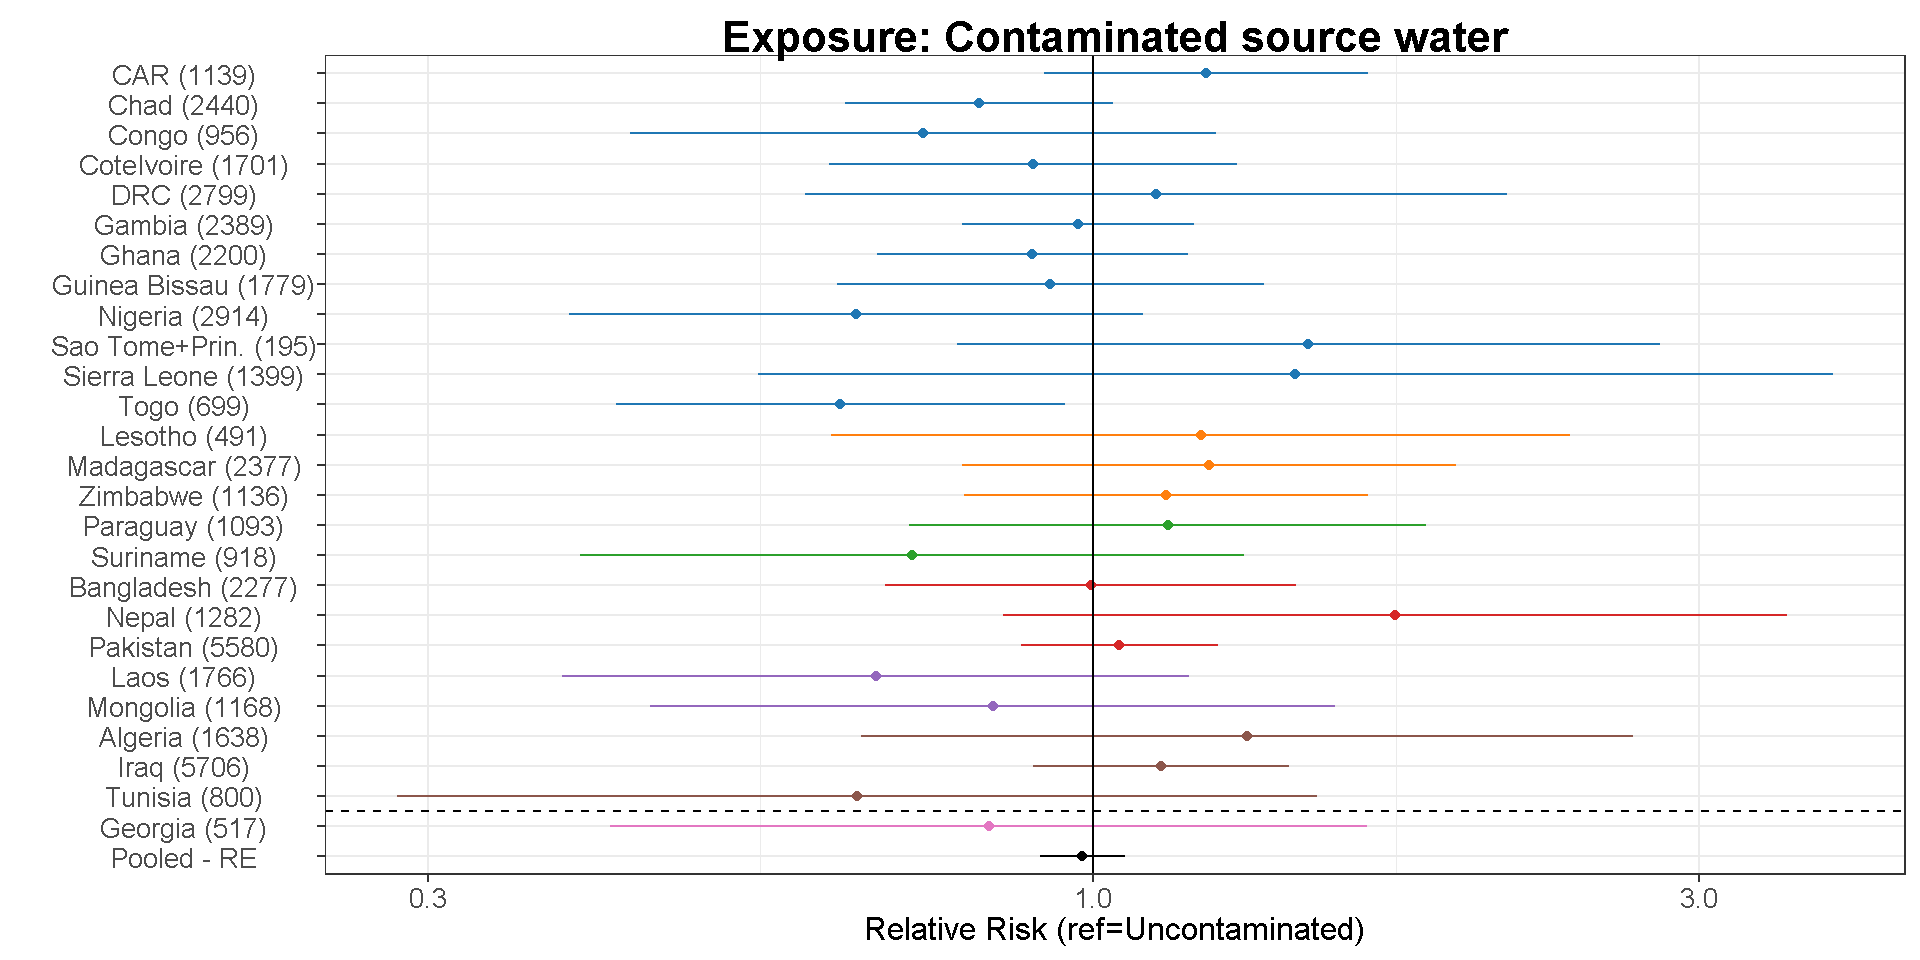 Exposure: Contaminated source water
CAR (1139)
Chad (2440)
Congo (956)
CoteIvoire (1701)
DRC (2799)
Gambia (2389)
Ghana (2200)
Guinea Bissau (1779)
Nigeria (2914)
Sao Tome+Prin. (195)
Sierra Leone (1399)
Togo (699)
Lesotho (491)
Madagascar (2377)
Zimbabwe (1136)
Paraguay (1093)
Suriname (918)
Bangladesh (2277)
Nepal (1282)
Pakistan (5580)
Laos (1766)
Mongolia (1168)
Algeria (1638)
Iraq (5706)
Tunisia (800)
Georgia (517)
Pooled - RE
0.3 1.0 3.0
Relative Risk (ref=Uncontaminated)